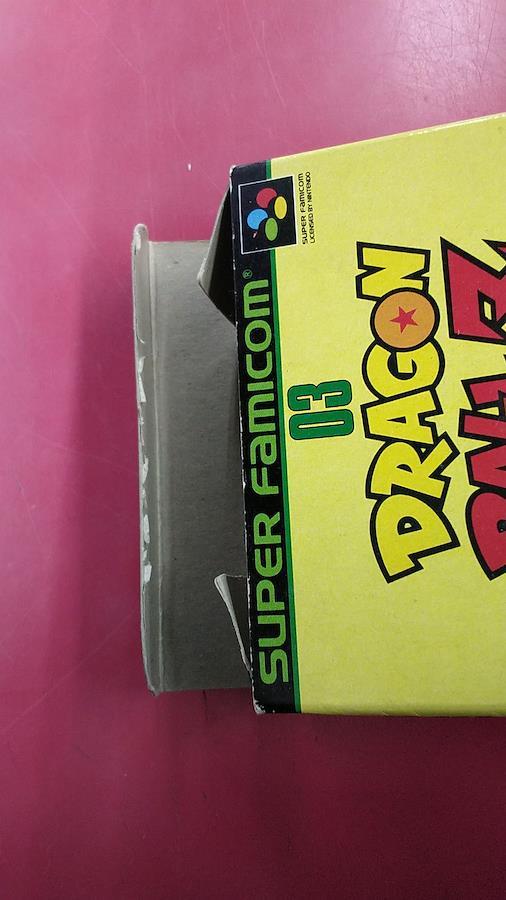 SUPER FAMICOM
LICENSED BY NINTENDO
SUPER FAMICOM®
03
DRAGON